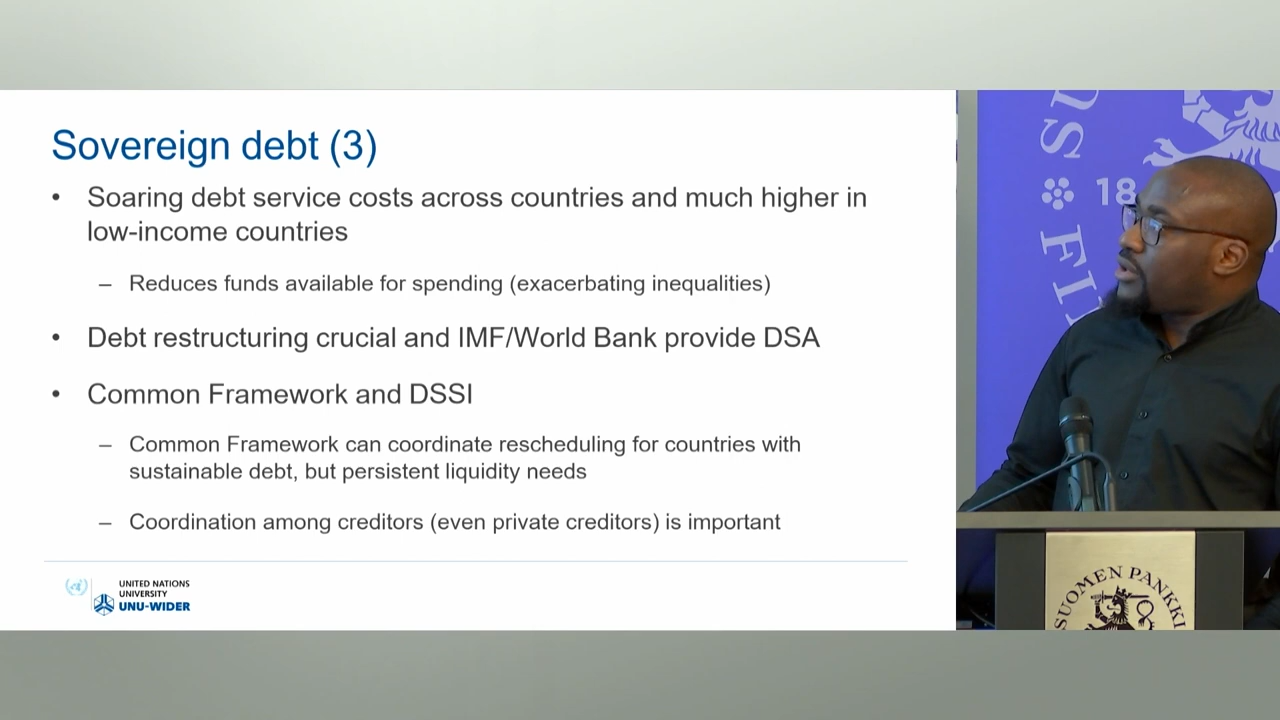 Sovereign debt (3)
• Soaring debt service costs across countries and much higher in
low-income countries
– Reduces funds available for spending (exacerbating inequalities)
• Debt restructuring crucial and IMF/World Bank provide DSA
• Common Framework and DSSI
– Common Framework can coordinate rescheduling for countries with
sustainable debt, but persistent liquidity needs
– Coordination among creditors (even private creditors) is important
UNITED NATIONS
UNIVERSITY
UNU-WIDER
18
SUOMEN PANKKI